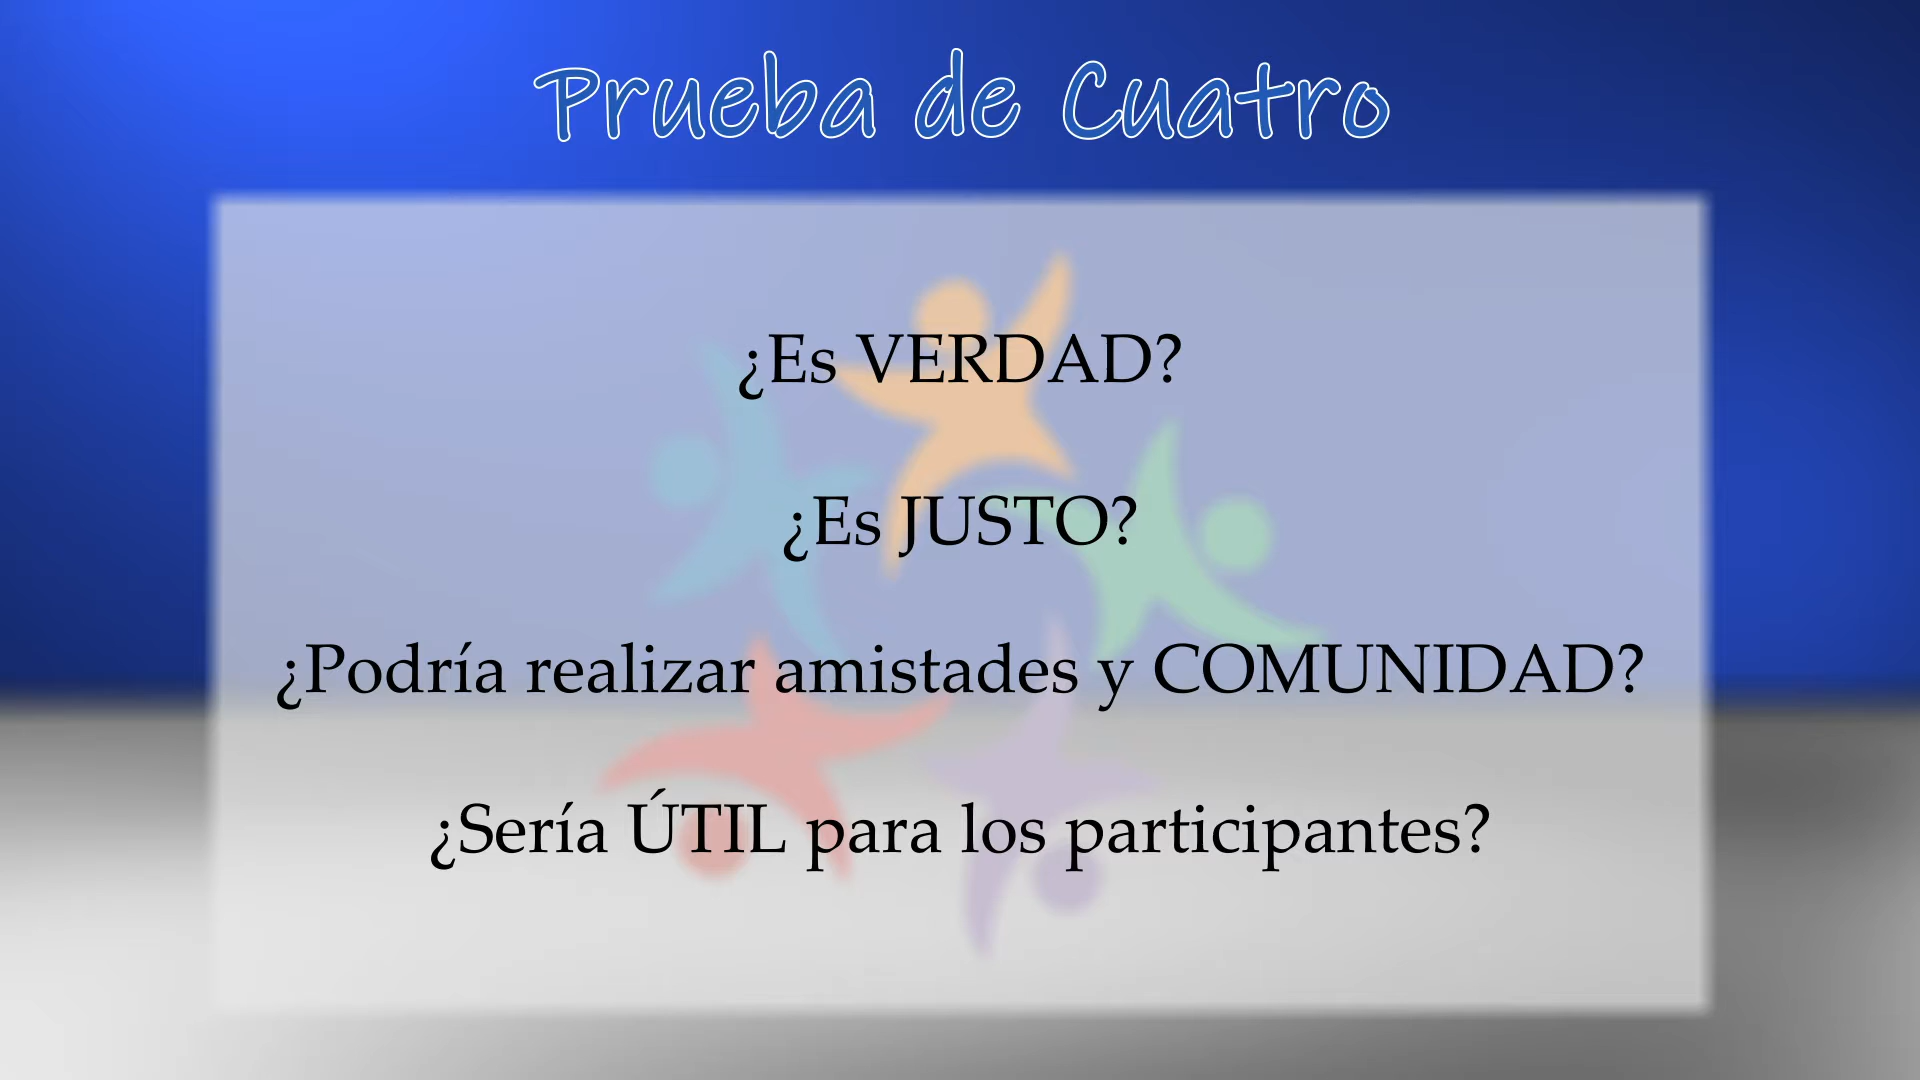 Prueba de Cuatro
¿Es VERDAD?
¿Es JUSTO?
¿Podría realizar amistades y COMUNIDAD?
¿Sería ÚTIL para los participantes?